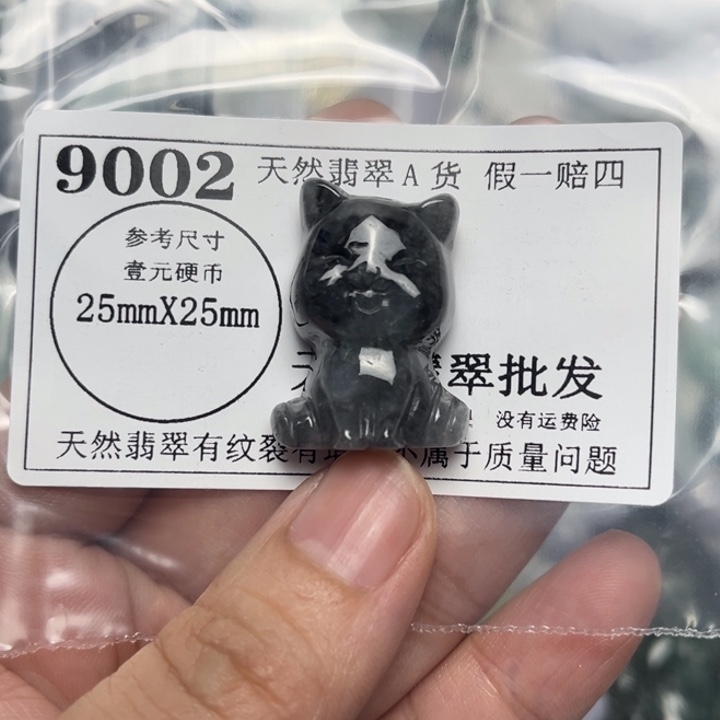 9002 天然翡翠A货 假一赔四
参考尺寸
壹元硬币
25mmX25mm
翠批发
没有运费险
天然翡翠有纹裂有 不属于质量问题